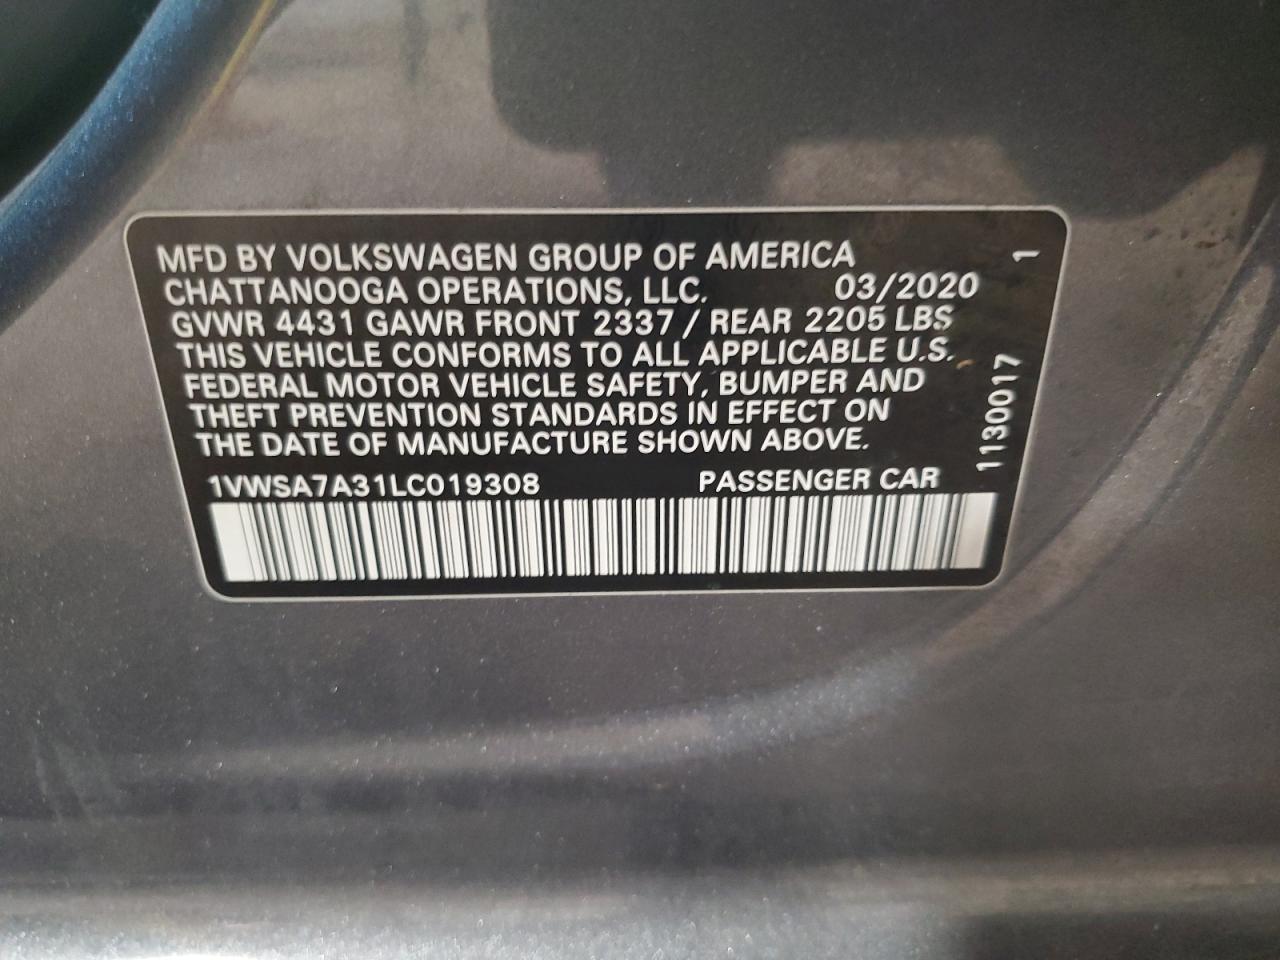 MFD BY VOLKSWAGEN GROUP OF AMERICA
CHATTANOOGA OPERATIONS, LLC. 03/2020
GVWR 4431 GAWR FRONT 2337 / REAR 2205 LBS
THIS VEHICLE CONFORMS TO ALL APPLICABLE U.S.
FEDERAL MOTOR VEHICLE SAFETY, BUMPER AND
THEFT PREVENTION STANDARDS IN EFFECT ON
THE DATE OF MANUFACTURE SHOWN ABOVE.
1VWSA7A31LC019308 PASSENGER CAR
1130017 1